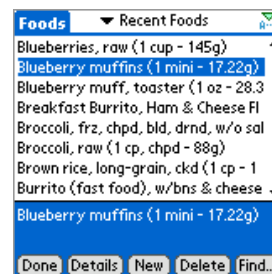 Foods ▼ Recent Foods
Blueberries, raw (1 cup - 145g)
Blueberry muffins (1 mini - 17.22g)
Blueberry muff, toaster (1 oz - 28.3
Breakfast Burrito, Ham & Cheese Fl
Broccoli, frz, chpd, bld, drnd, w/o sal
Broccoli, raw (1 cp, chpd - 88g)
Brown rice, long-grain, ckd (1 cp - 1
Burrito (fast food), w/bns & cheese
Blueberry muffins (1 mini - 17.22g)
Done Details New Delete Find..